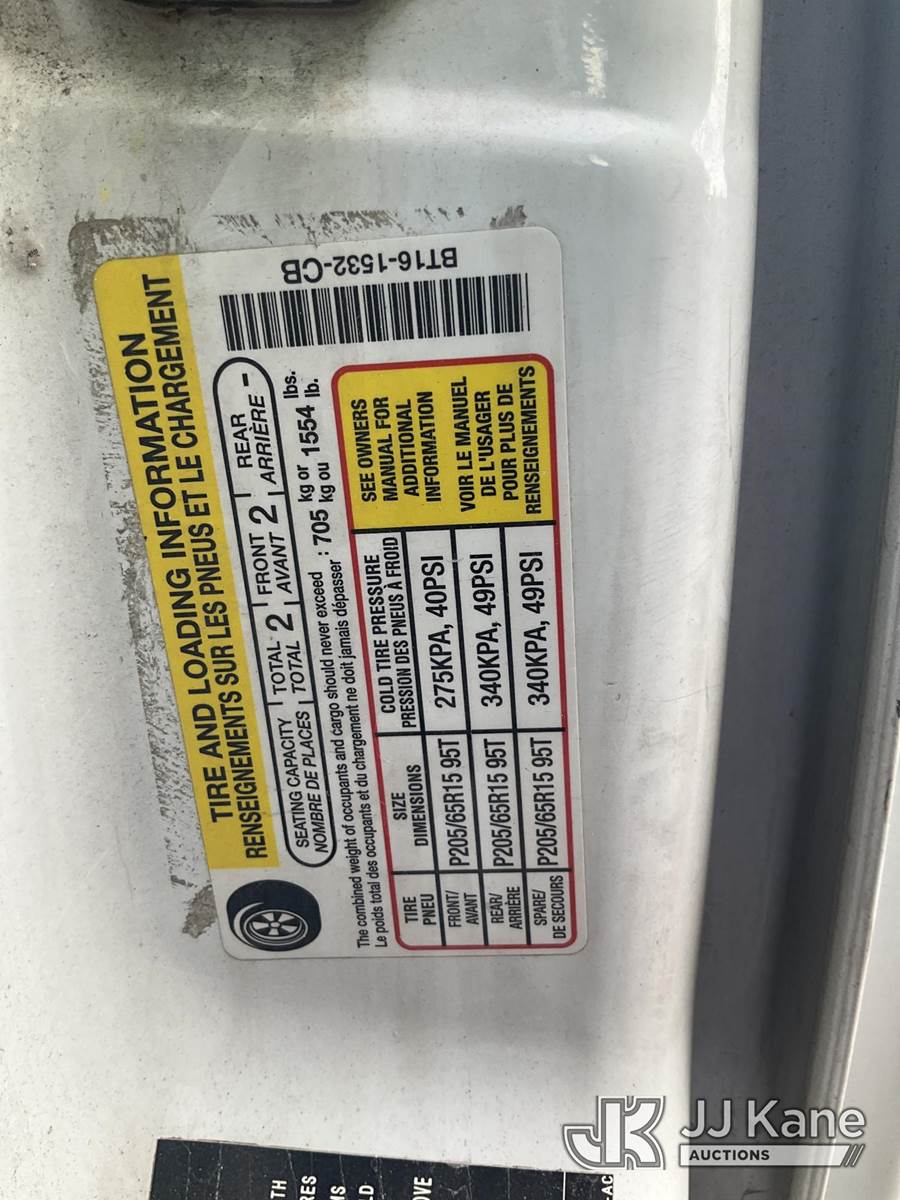 TIRE AND LOADING INFORMATION
RENSEIGNEMENTS SUR LES PNEUS ET LE CHARGEMENT
SEATING CAPACITY TOTAL 2 FRONT 2 REAR -
NOMBRE DE PLACES TOTAL AVANT ARRIÈRE
The combined weight of occupants and cargo should never exceed : 705 kg or 1554 lbs.
Le poids total des occupants et du chargement ne doit jamais dépasser kg ou lb.
TIRE SIZE COLD TIRE PRESSURE
PNEU DIMENSIONS PRESSION DES PNEUS À FROID
FRONT/ AVANT P205/65R15 95T 275KPA, 40PSI
REAR/ ARRIÈRE P205/65R15 95T 340KPA, 49PSI
SPARE/ DE SECOURS P205/65R15 95T 340KPA, 49PSI
SEE OWNERS
MANUAL FOR
ADDITIONAL
INFORMATION
VOIR LE MANUEL
DE L'USAGER
POUR PLUS DE
RENSEIGNEMENTS
BT16-1532-CB
JJ Kane
AUCTIONS